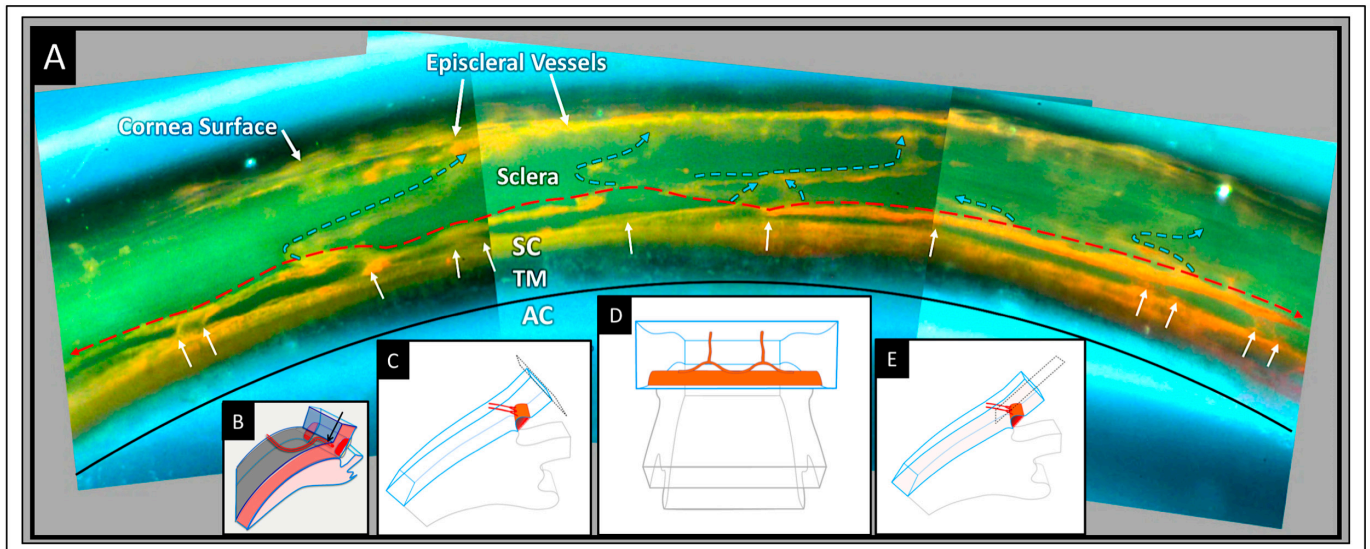 A
Episcleral Vessels
Cornea Surface
Sclera
SC
TM
AC
B
C
D
E